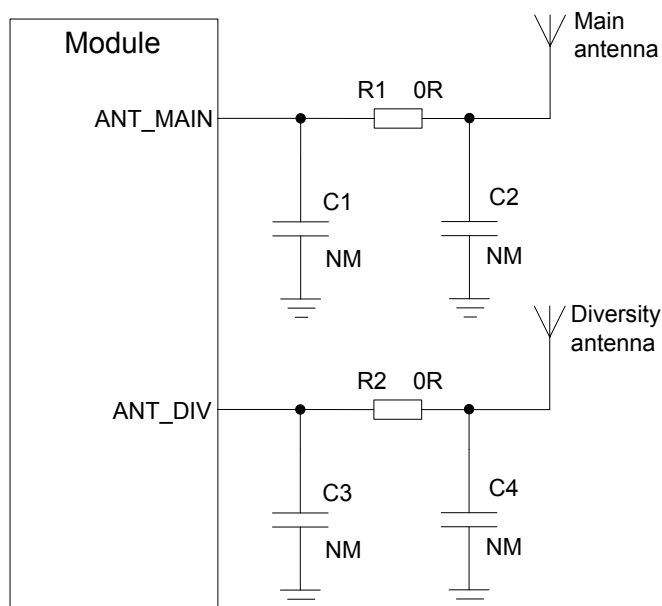 Module
Main
antenna
R1 0R
ANT_MAIN
C1
C2
NM
NM
Diversity
antenna
R2 0R
ANT_DIV
C3
C4
NM
NM